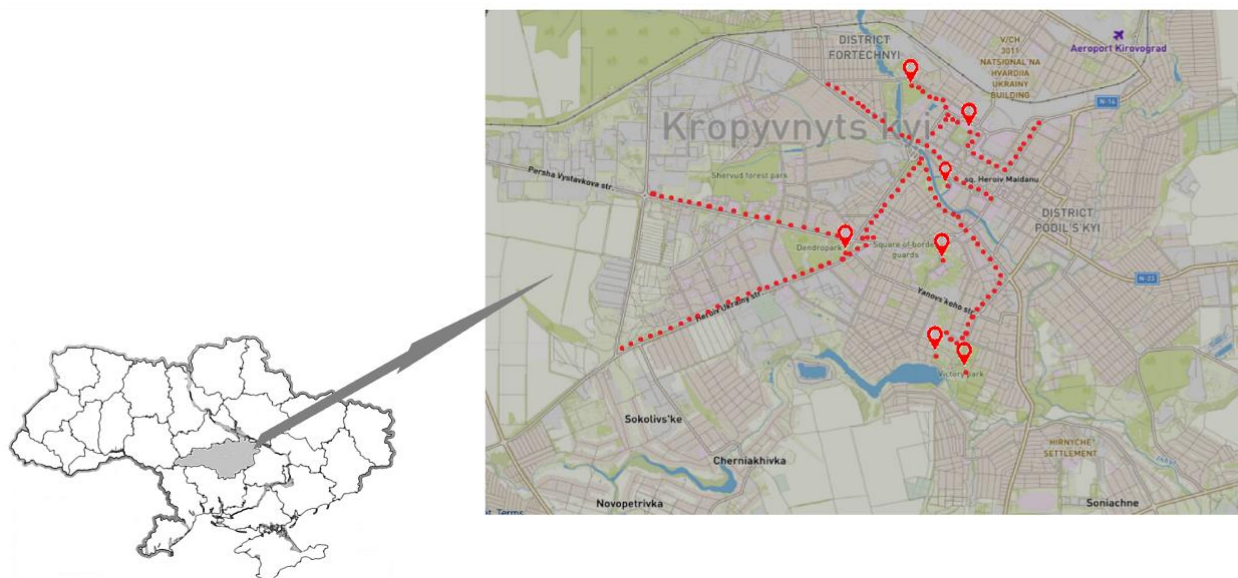 DISTRICT
FORTECHNYI
V/CH
3011
NATSIONAL'NA
HVARDIIA
UKRAINY
BUILDING
Aeroport Kirovograd
N-14
Kropyvnyts kyi
Persha Vystavkova str.
Shervud forest park
sq. Heroiv Maidanu
DISTRICT
PODIL'S'KYI
Dendropark
Square of border
guards
N-23
Yanovs'keho str.
Heroiv Ukrainy str.
Victory park
Sokolivs'ke
Cherniakhivka
HIRNYCHE
SETTLEMENT
Novopetrivka
Soniachne
Terms